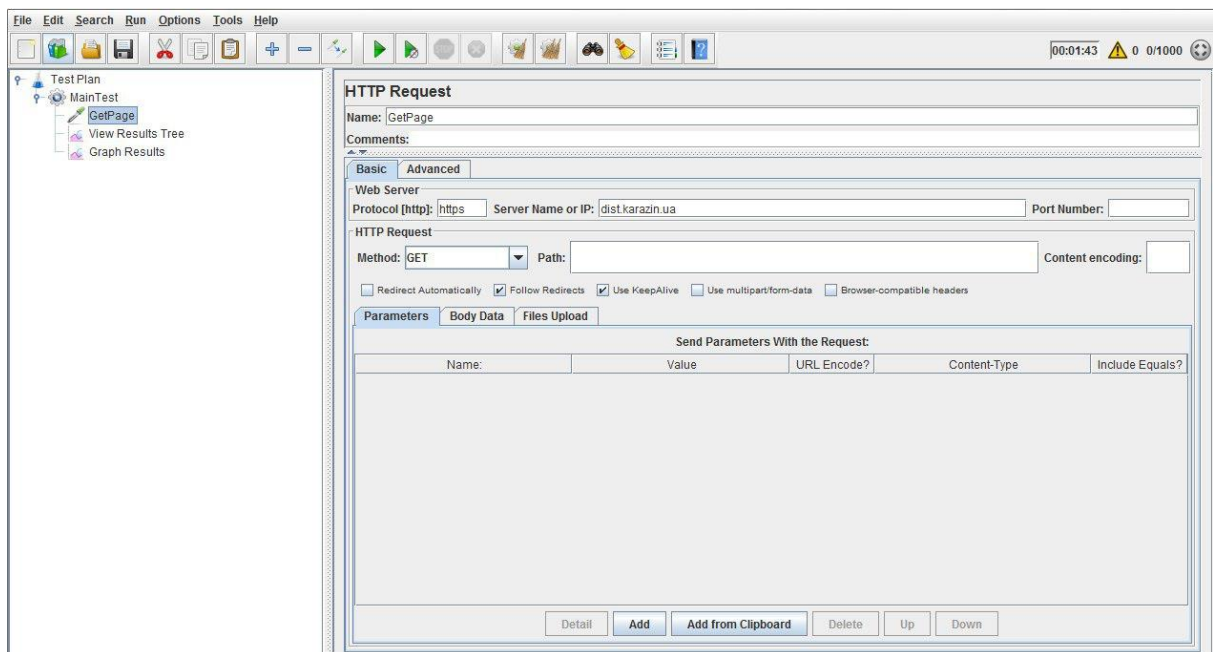 File Edit Search Run Options Tools Help
00:01:43 0 0/1000
Test Plan
MainTest
GetPage
View Results Tree
Graph Results
HTTP Request
Name: GetPage
Comments:
Basic Advanced
Web Server
Protocol [http]: https Server Name or IP: dist.karazin.ua Port Number:
HTTP Request
Method: GET Path: Content encoding:
Redirect Automatically Follow Redirects Use KeepAlive Use multipart/form-data Browser-compatible headers
Parameters Body Data Files Upload
Send Parameters With the Request:
Name: Value URL Encode? Content-Type Include Equals?
Detail Add Add from Clipboard Delete Up Down